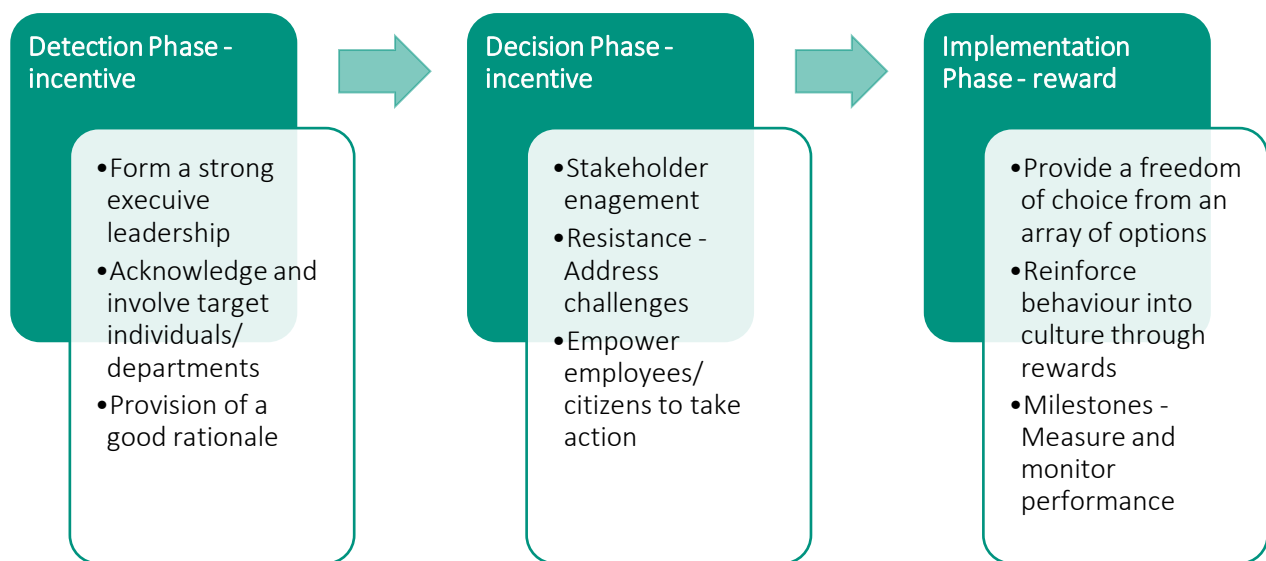 Detection Phase -
incentive
•Form a strong
execuive
leadership
•Acknowledge and
involve target
individuals/
departments
•Provision of a
good rationale
Decision Phase -
incentive
•Stakeholder
enagement
•Resistance -
Address
challenges
•Empower
employees/
citizens to take
action
Implementation
Phase - reward
•Provide a freedom
of choice from an
array of options
•Reinforce
behaviour into
culture through
rewards
•Milestones -
Measure and
monitor
performance